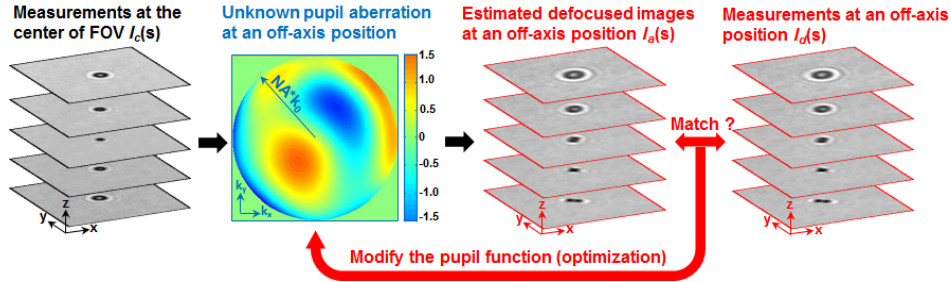 Measurements at the
center of FOV Ic(s)
Unknown pupil aberration
at an off-axis position
Estimated defocused images
at an off-axis position Ia(s)
Measurements at an off-axis
position Id(s)
NA*k0
ky
kx
1.5
1.0
0.5
0
-0.5
-1.0
-1.5
Match ?
z
y
x
z
y
x
z
y
x
Modify the pupil function (optimization)